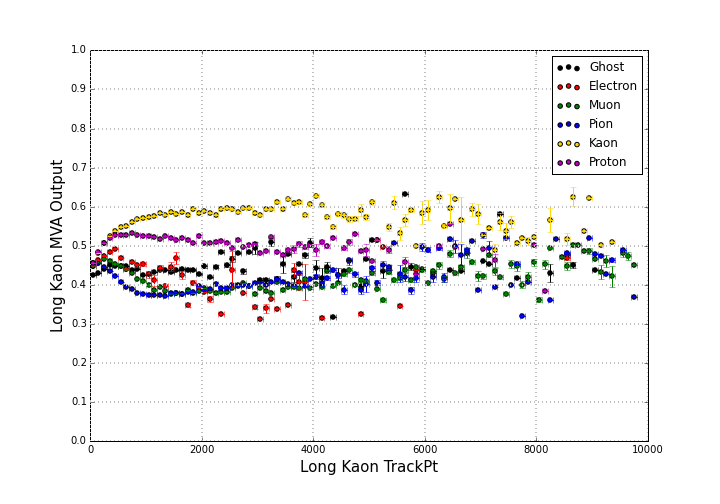 1.0
0.9
0.8
0.7
0.6
0.5
0.4
0.3
0.2
0.1
0.0
Long Kaon MVA Output
Ghost
Electron
Muon
Pion
Kaon
Proton
0 2000 4000 6000 8000 10000
Long Kaon TrackPt